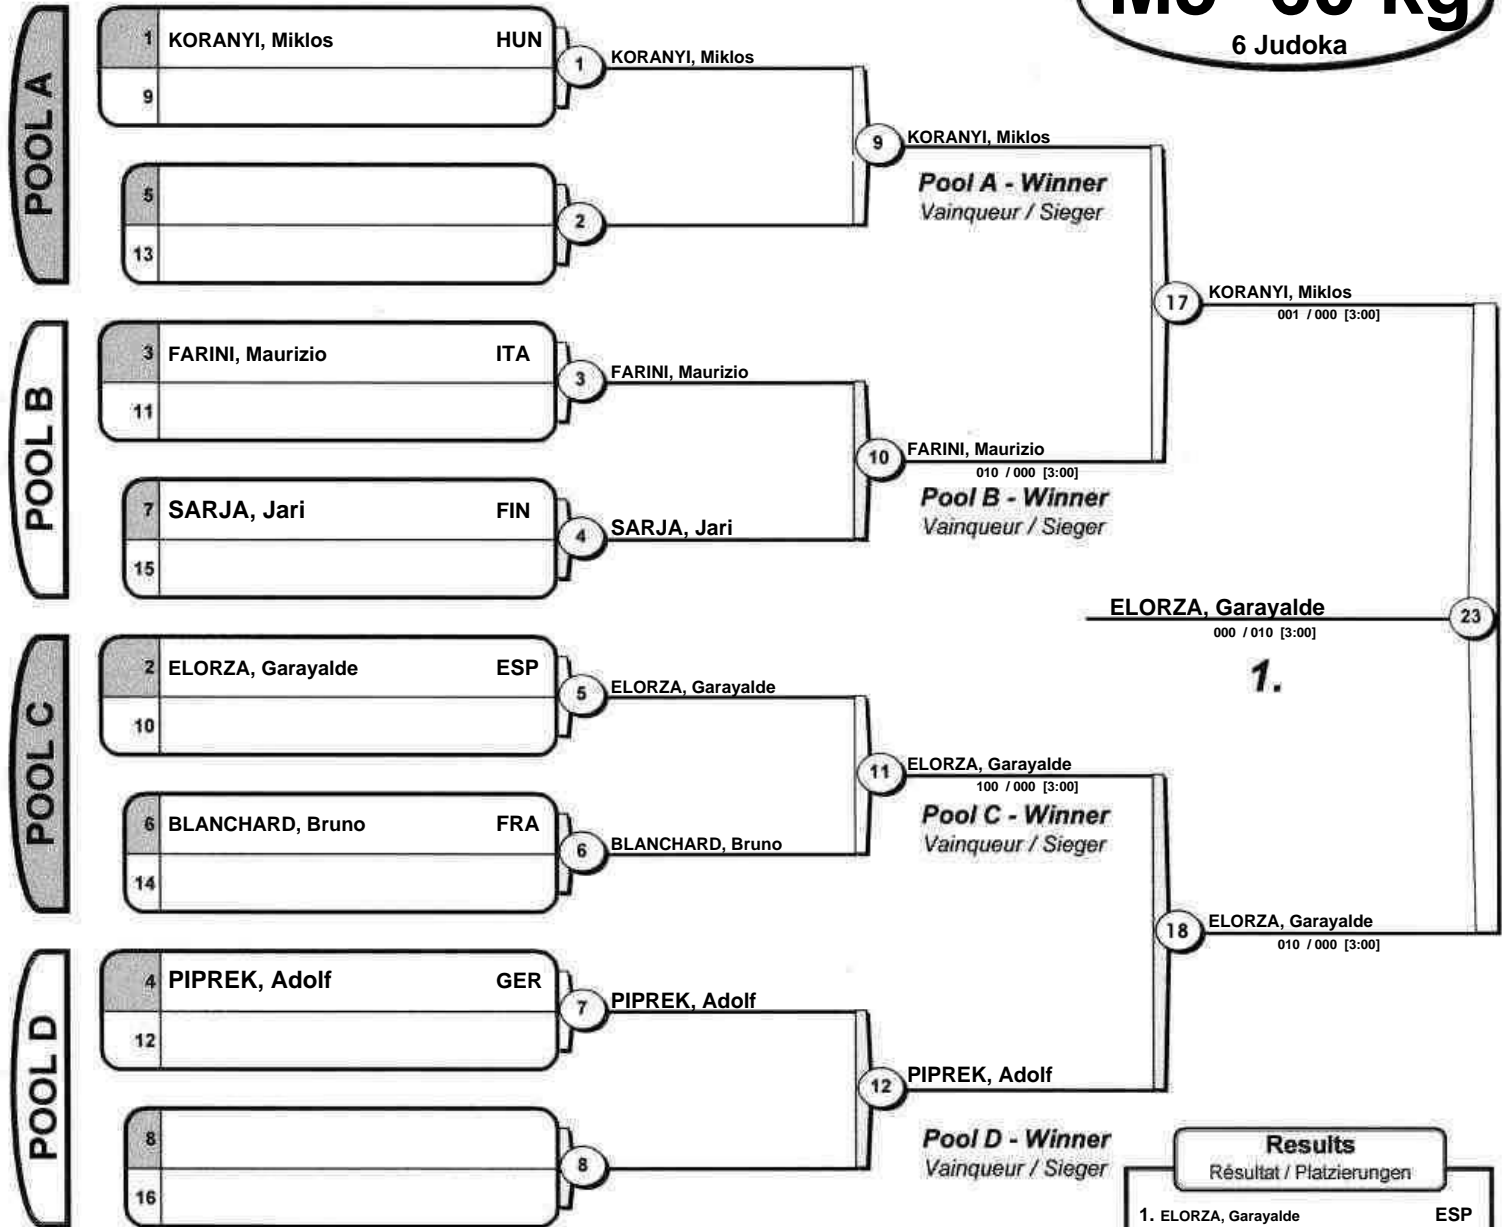 6 Judoka
POOL A
1 KORANYI, Miklos HUN
9
5
13
1 KORANYI, Miklos
2
9 KORANYI, Miklos
Pool A - Winner
Vainqueur / Sieger
17 KORANYI, Miklos
001 / 000 [3:00]
POOL B
3 FARINI, Maurizio ITA
11
7 SARJA, Jari FIN
15
3 FARINI, Maurizio
4 SARJA, Jari
10 FARINI, Maurizio
010 / 000 [3:00]
Pool B - Winner
Vainqueur / Sieger
ELORZA, Garayalde 23
000 / 010 [3:00]
1.
POOL C
2 ELORZA, Garayalde ESP
10
6 BLANCHARD, Bruno FRA
14
5 ELORZA, Garayalde
6 BLANCHARD, Bruno
11 ELORZA, Garayalde
100 / 000 [3:00]
Pool C - Winner
Vainqueur / Sieger
18 ELORZA, Garayalde
010 / 000 [3:00]
POOL D
4 PIPREK, Adolf GER
12
8
16
7 PIPREK, Adolf
8
12 PIPREK, Adolf
Pool D - Winner
Vainqueur / Sieger
Results
Résultat / Platzierungen
1. ELORZA, Garayalde ESP